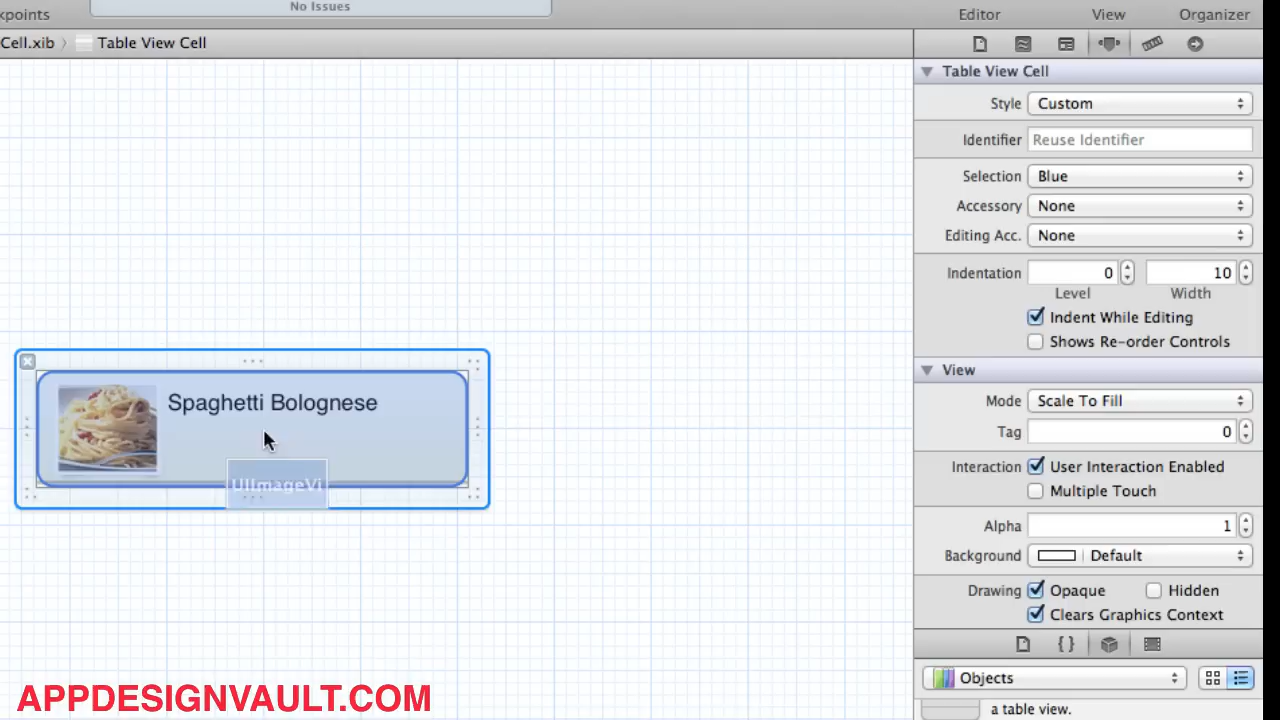 No Issues
kpoints
Editor
View
Organizer
Cell.xib
Table View Cell
Table View Cell
Style
Custom
Identifier
Reuse Identifier
Selection
Blue
Accessory
None
Editing Acc.
None
Indentation
0
10
Level
Width
Indent While Editing
Shows Re-order Controls
View
Mode
Scale To Fill
Tag
0
Interaction
User Interaction Enabled
Multiple Touch
Alpha
1
Background
Default
Drawing
Opaque
Hidden
Clears Graphics Context
Spaghetti Bolognese
UIImageVi
{ }
Objects
a table view.
APPDESIGNVAULT.COM